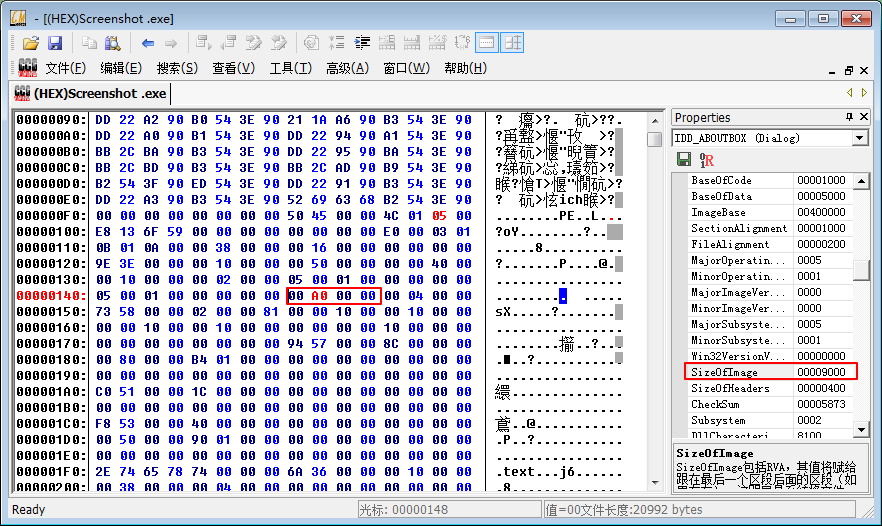 - [(HEX)Screenshot .exe]
文件(F) 编辑(E) 搜索(S) 查看(V) 工具(T) 高级(A) 窗口(W) 帮助(H)
(HEX)Screenshot .exe
00000090: DD 22 A2 90 B0 54 3E 90 21 1A A6 90 B3 54 3E 90
000000A0: DD 22 A0 90 B1 54 3E 90 DD 22 94 90 A1 54 3E 90
000000B0: BB 2C BA 90 B3 54 3E 90 DD 22 95 90 BA 54 3E 90
000000C0: BB 2C 8D 90 B3 54 3E 90 BB 2C AD 90 A9 54 3E 90
000000D0: B2 54 3F 90 ED 54 3E 90 DD 22 91 90 B3 54 3E 90
000000E0: DD 22 A3 90 B3 54 3E 90 52 69 63 68 B2 54 3E 90
000000F0: 00 00 00 00 00 00 00 00 50 45 00 00 4C 01 05 00 ........PE..L...
00000100: E8 13 6F 59 00 00 00 00 00 00 00 00 E0 00 03 01
00000110: 0B 01 0A 00 00 38 00 00 00 16 00 00 00 00 00 00
00000120: 9E 3E 00 00 00 10 00 00 00 50 00 00 00 00 40 00
00000130: 00 10 00 00 00 02 00 00 05 00 01 00 00 00 00 00
00000140: 05 00 01 00 00 00 00 00 00 A0 00 00 00 04 00 00
00000150: 73 58 00 00 02 00 00 81 00 00 10 00 00 10 00 00
00000160: 00 00 10 00 00 10 00 00 00 00 00 00 10 00 00 00
00000170: 00 00 00 00 00 00 00 00 94 57 00 00 8C 00 00 00
00000180: 00 80 00 00 B4 01 00 00 00 00 00 00 00 00 00 00
00000190: 00 00 00 00 00 00 00 00 00 00 00 00 00 00 00 00 ................
000001A0: C0 51 00 00 1C 00 00 00 00 00 00 00 00 00 00 00
000001B0: 00 00 00 00 00 00 00 00 00 00 00 00 00 00 00 00 ................
000001C0: F8 53 00 00 40 00 00 00 00 00 00 00 00 00 00 00
000001D0: 00 50 00 00 90 01 00 00 00 00 00 00 00 00 00 00
000001E0: 00 00 00 00 00 00 00 00 00 00 00 00 00 00 00 00 ................
000001F0: 2E 74 65 78 74 00 00 00 6A 36 00 00 00 10 00 00 .text...j6......
00000200: 00 38 00 00 00 04 00 00 00 00 00 00 00 00 00 00
Properties
IDD_ABOUTBOX (Dialog)
BaseOfCode 00001000
BaseOfData 00005000
ImageBase 00400000
SectionAlignment 00001000
FileAlignment 00000200
MajorOperatin... 0005
MinorOperatin... 0001
MajorImageVer... 0000
MinorImageVer... 0000
MajorSubsyste... 0005
MinorSubsyste... 0001
Win32VersionV... 00000000
SizeOfImage 00009000
SizeOfHeaders 00000400
CheckSum 00005873
Subsystem 0002
DllCharacteri 8100
SizeOfImage
SizeOfImage包括RVA，其值将赋给
跟在最后一个区段后面的区段（如
Ready 光标: 00000148 值=00文件长度:20992 bytes